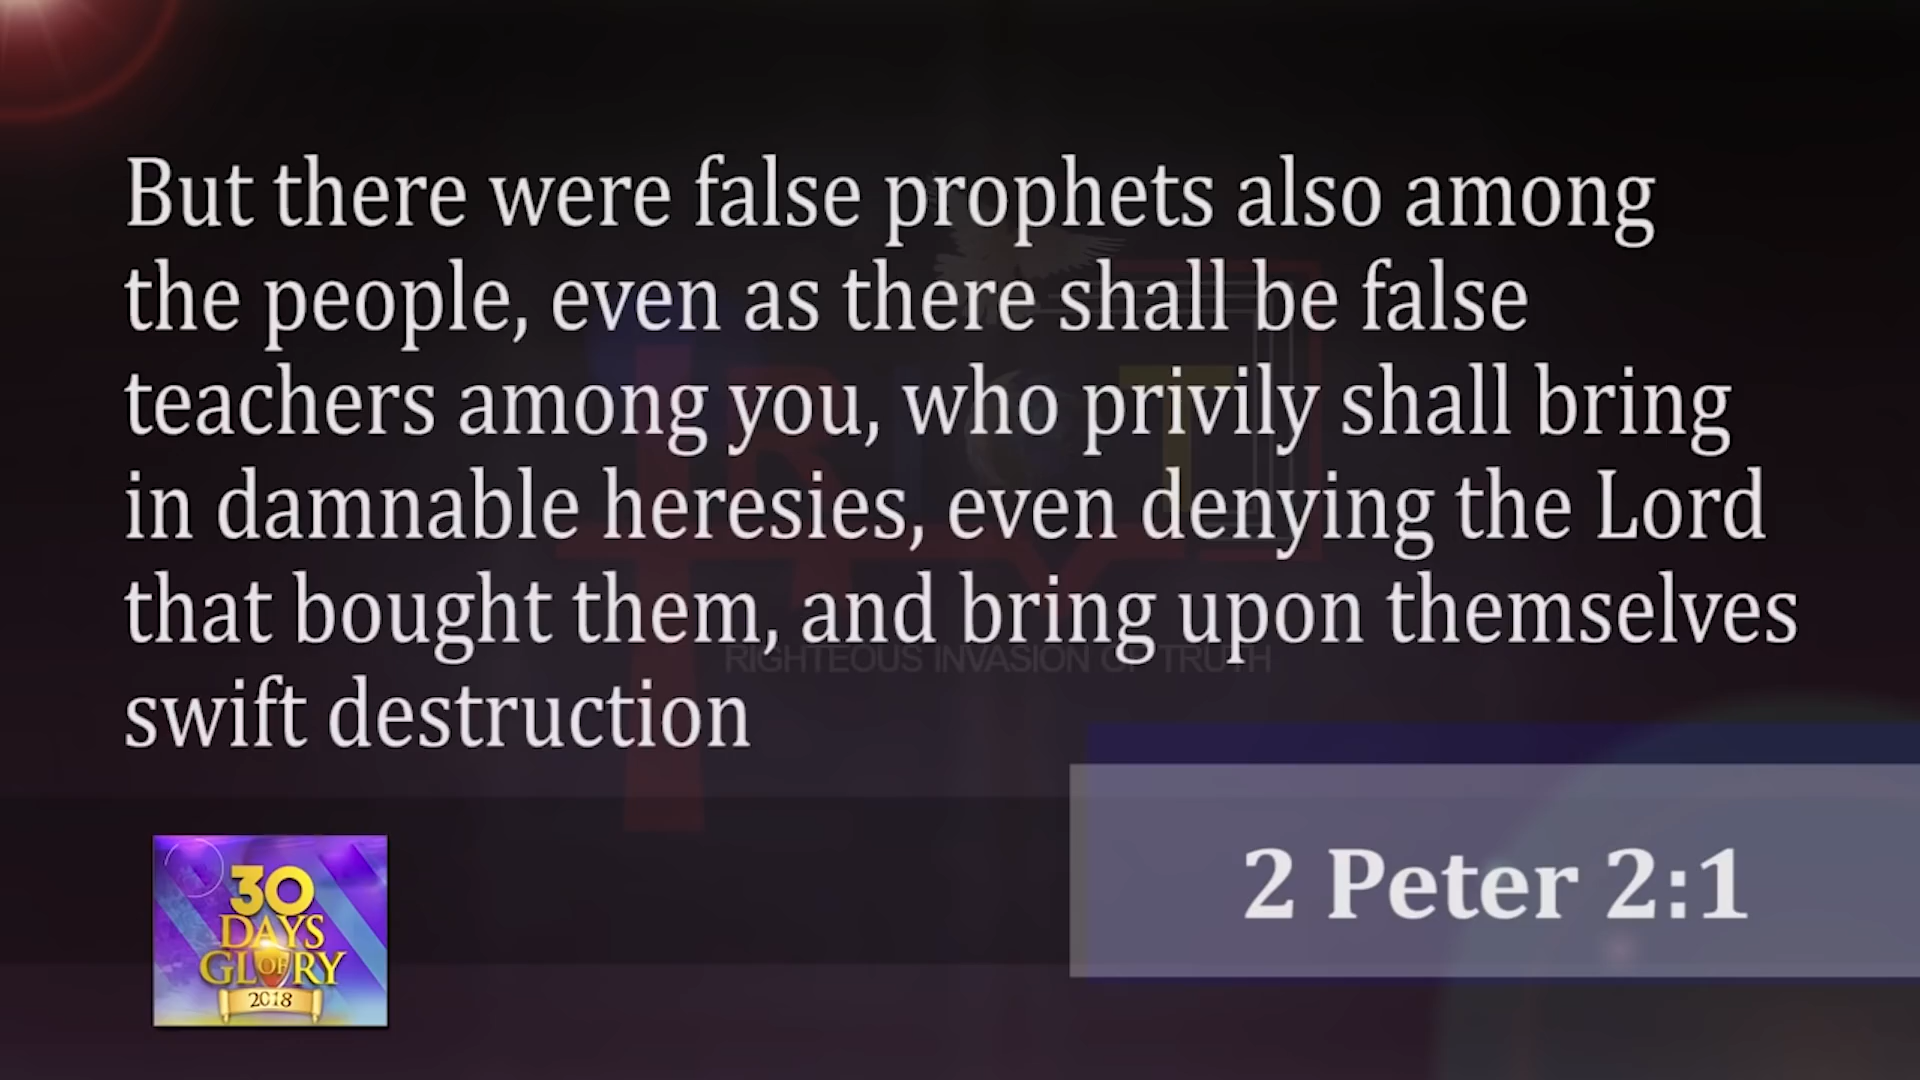 But there were false prophets also among
the people, even as there shall be false
teachers among you, who privily shall bring
in damnable heresies, even denying the Lord
that bought them, and bring upon themselves
swift destruction
RIOT
RIGHTEOUS INVASION OF TRUTH
2 Peter 2:1
30
DAYS
OF
GLORY
2018